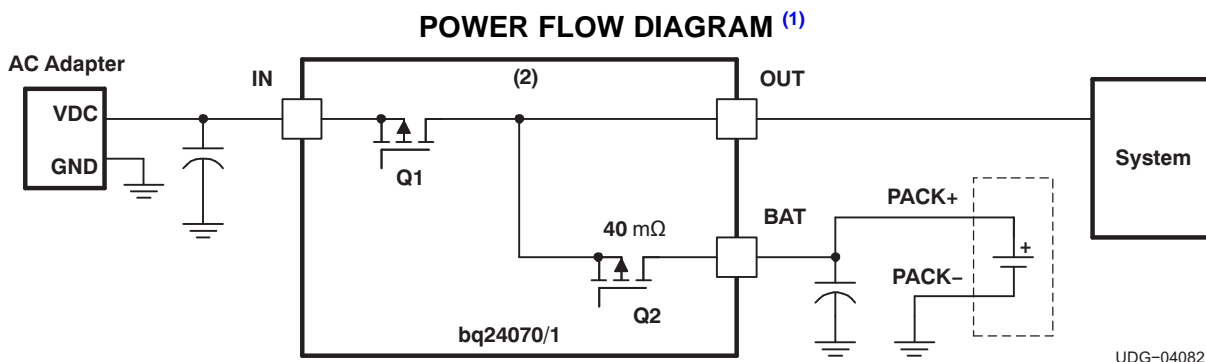 POWER FLOW DIAGRAM (1)
AC Adapter
VDC
GND
IN
(2)
OUT
Q1
System
40 mΩ
BAT
PACK+
+
PACK−
Q2
bq24070/1
UDG−04082